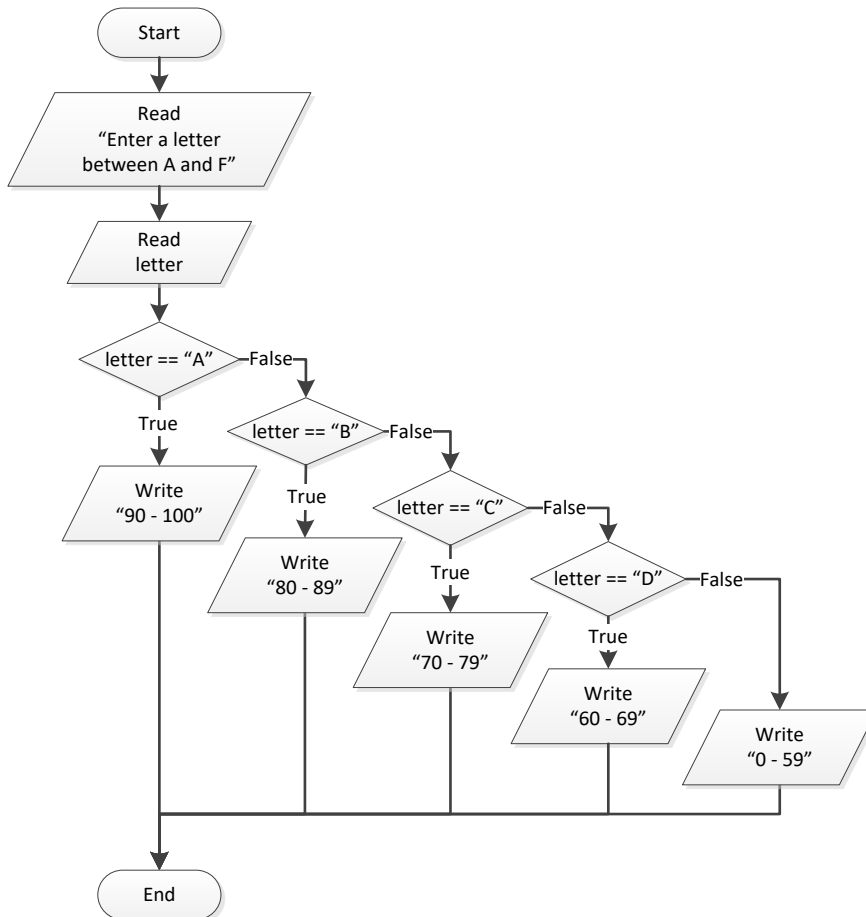 Start
Read
“Enter a letter
between A and F”
Read
letter
letter == “A”
False
True
letter == “B”
False
Write
“90 - 100”
True
letter == “C”
False
Write
“80 - 89”
True
letter == “D”
False
Write
“70 - 79”
True
Write
“60 - 69”
Write
“0 - 59”
End